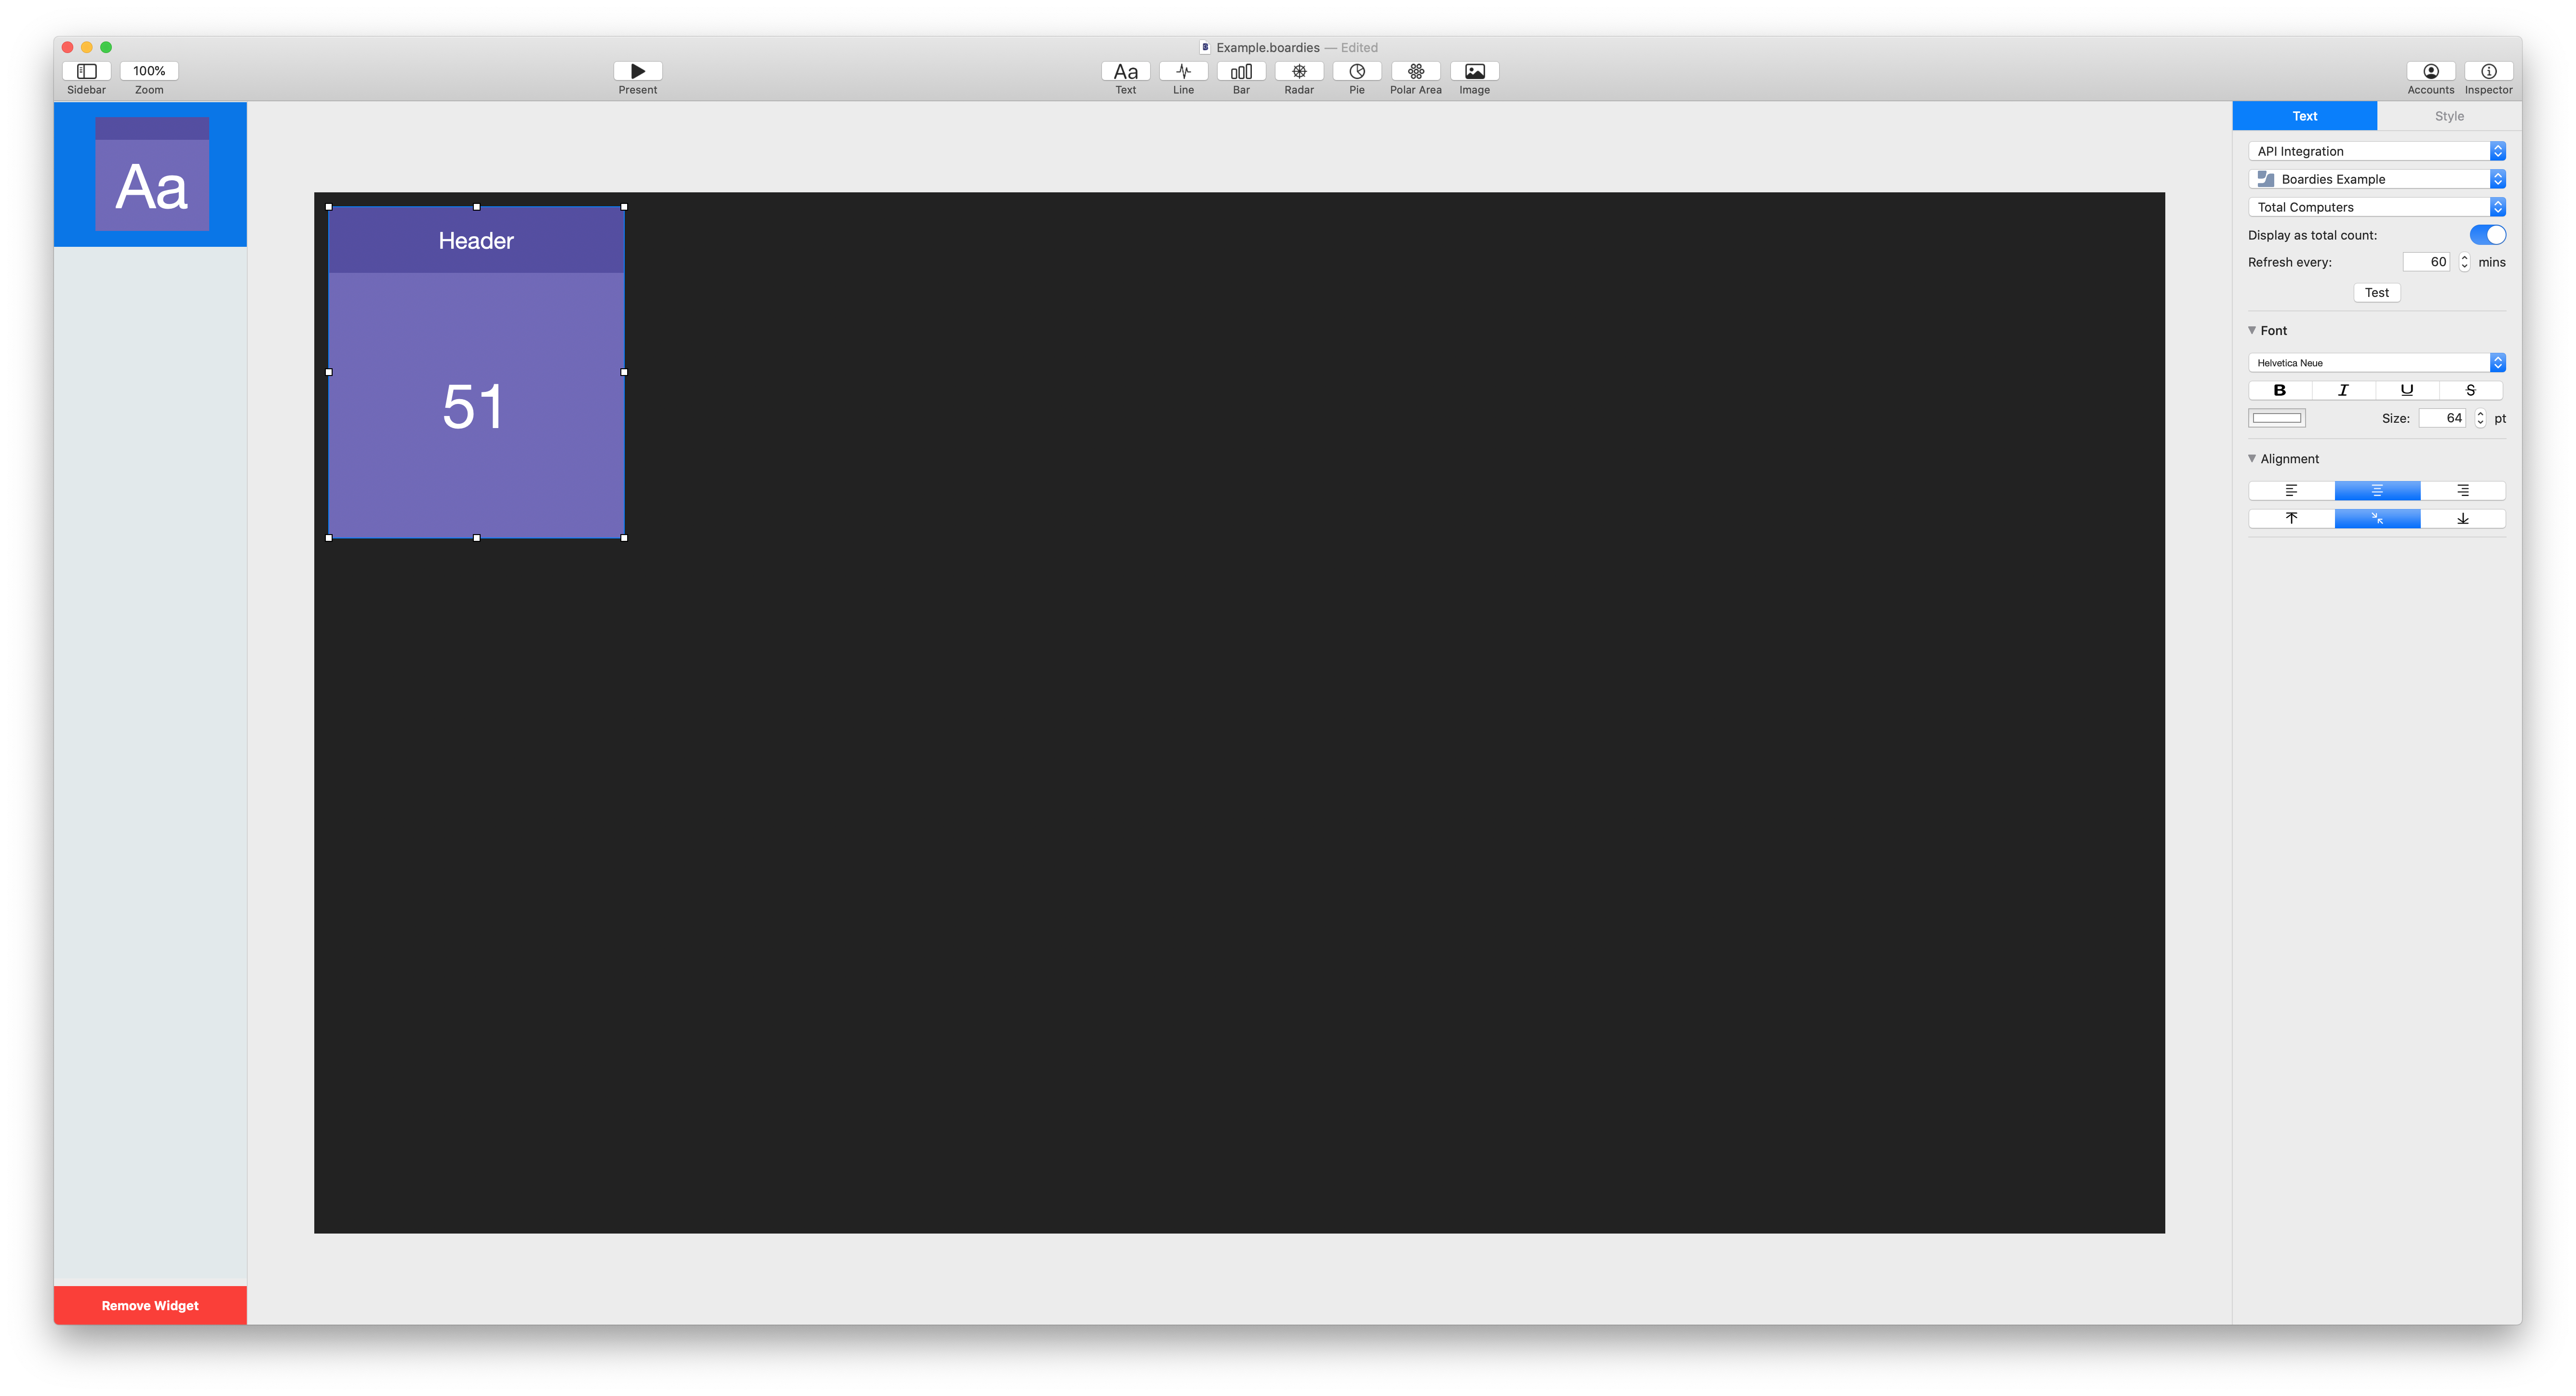 Example.boardies — Edited
100%
Aa
Sidebar
Zoom
Present
Text
Line
Bar
Radar
Pie
Polar Area
Image
Accounts
Inspector
Aa
Remove Widget
Header
51
Text
Style
API Integration
Boardies Example
Total Computers
Display as total count:
Refresh every: 60 mins
Test
Font
Helvetica Neue
B I U S
Size: 64 pt
Alignment